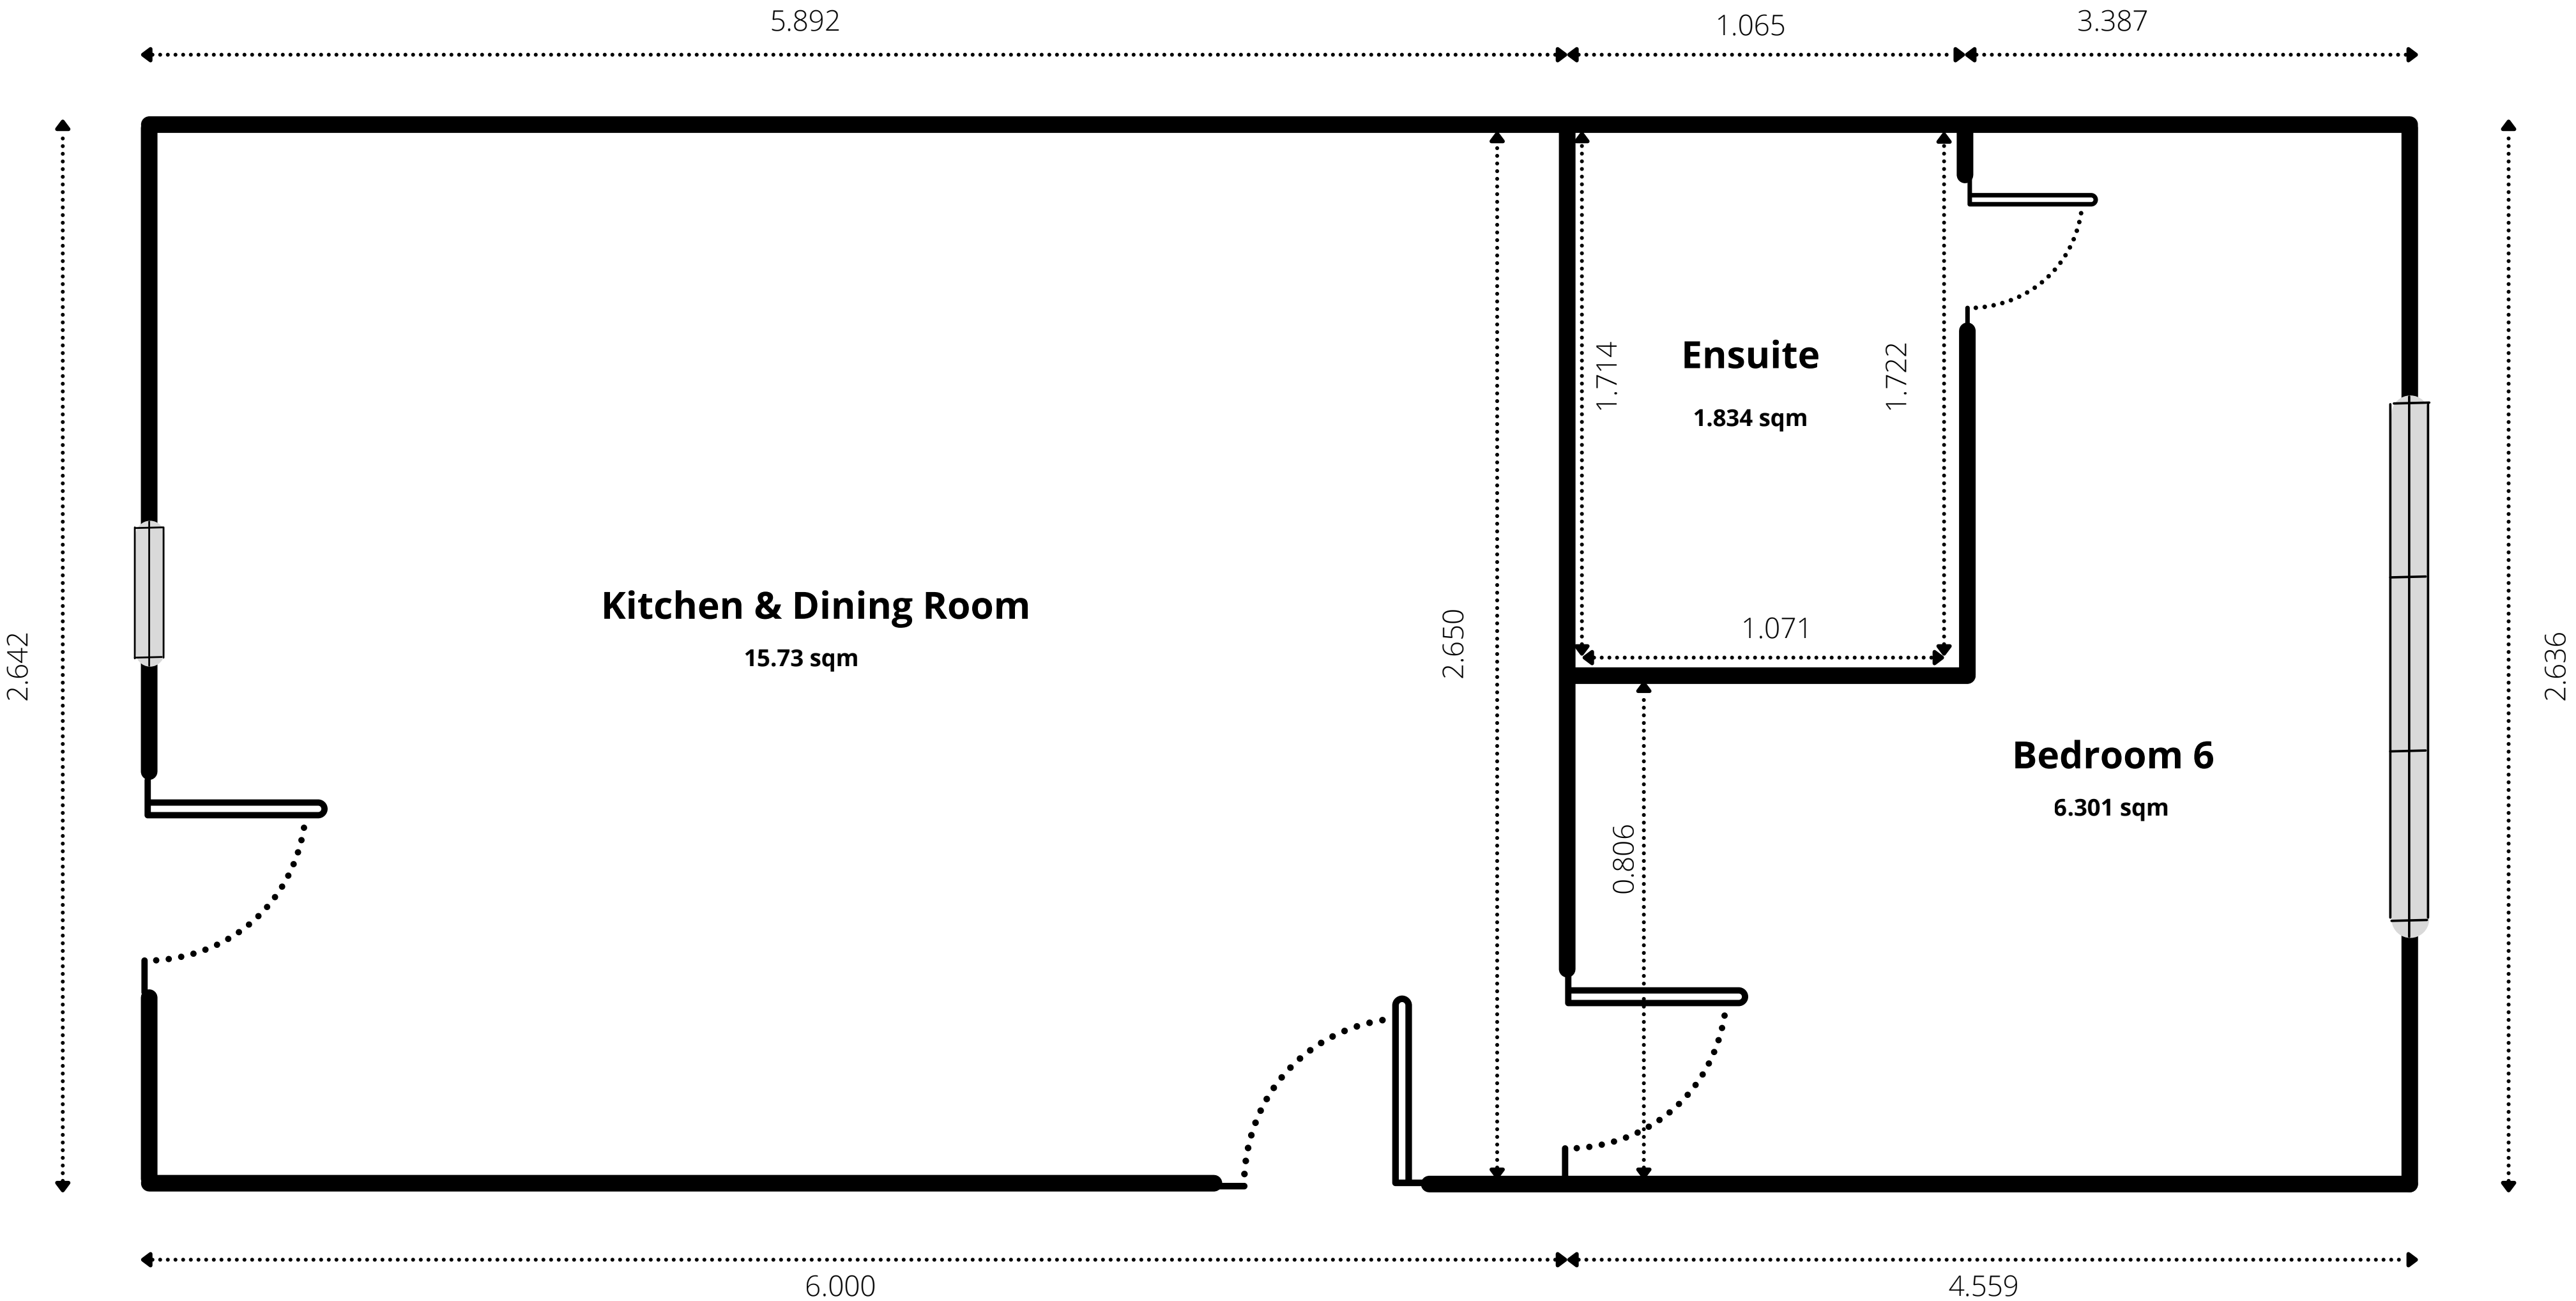 5.892
1.065
3.387
1.714
Ensuite
1.722
1.834 sqm
Kitchen & Dining Room
15.73 sqm
2.642
2.650
1.071
2.636
Bedroom 6
6.301 sqm
0.806
6.000
4.559